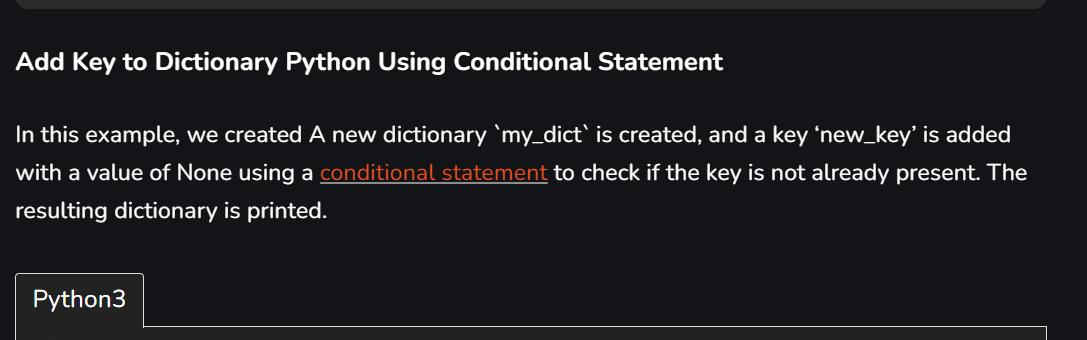 Add Key to Dictionary Python Using Conditional Statement
In this example, we created A new dictionary `my_dict` is created, and a key ‘new_key’ is added
with a value of None using a conditional statement to check if the key is not already present. The
resulting dictionary is printed.
Python3